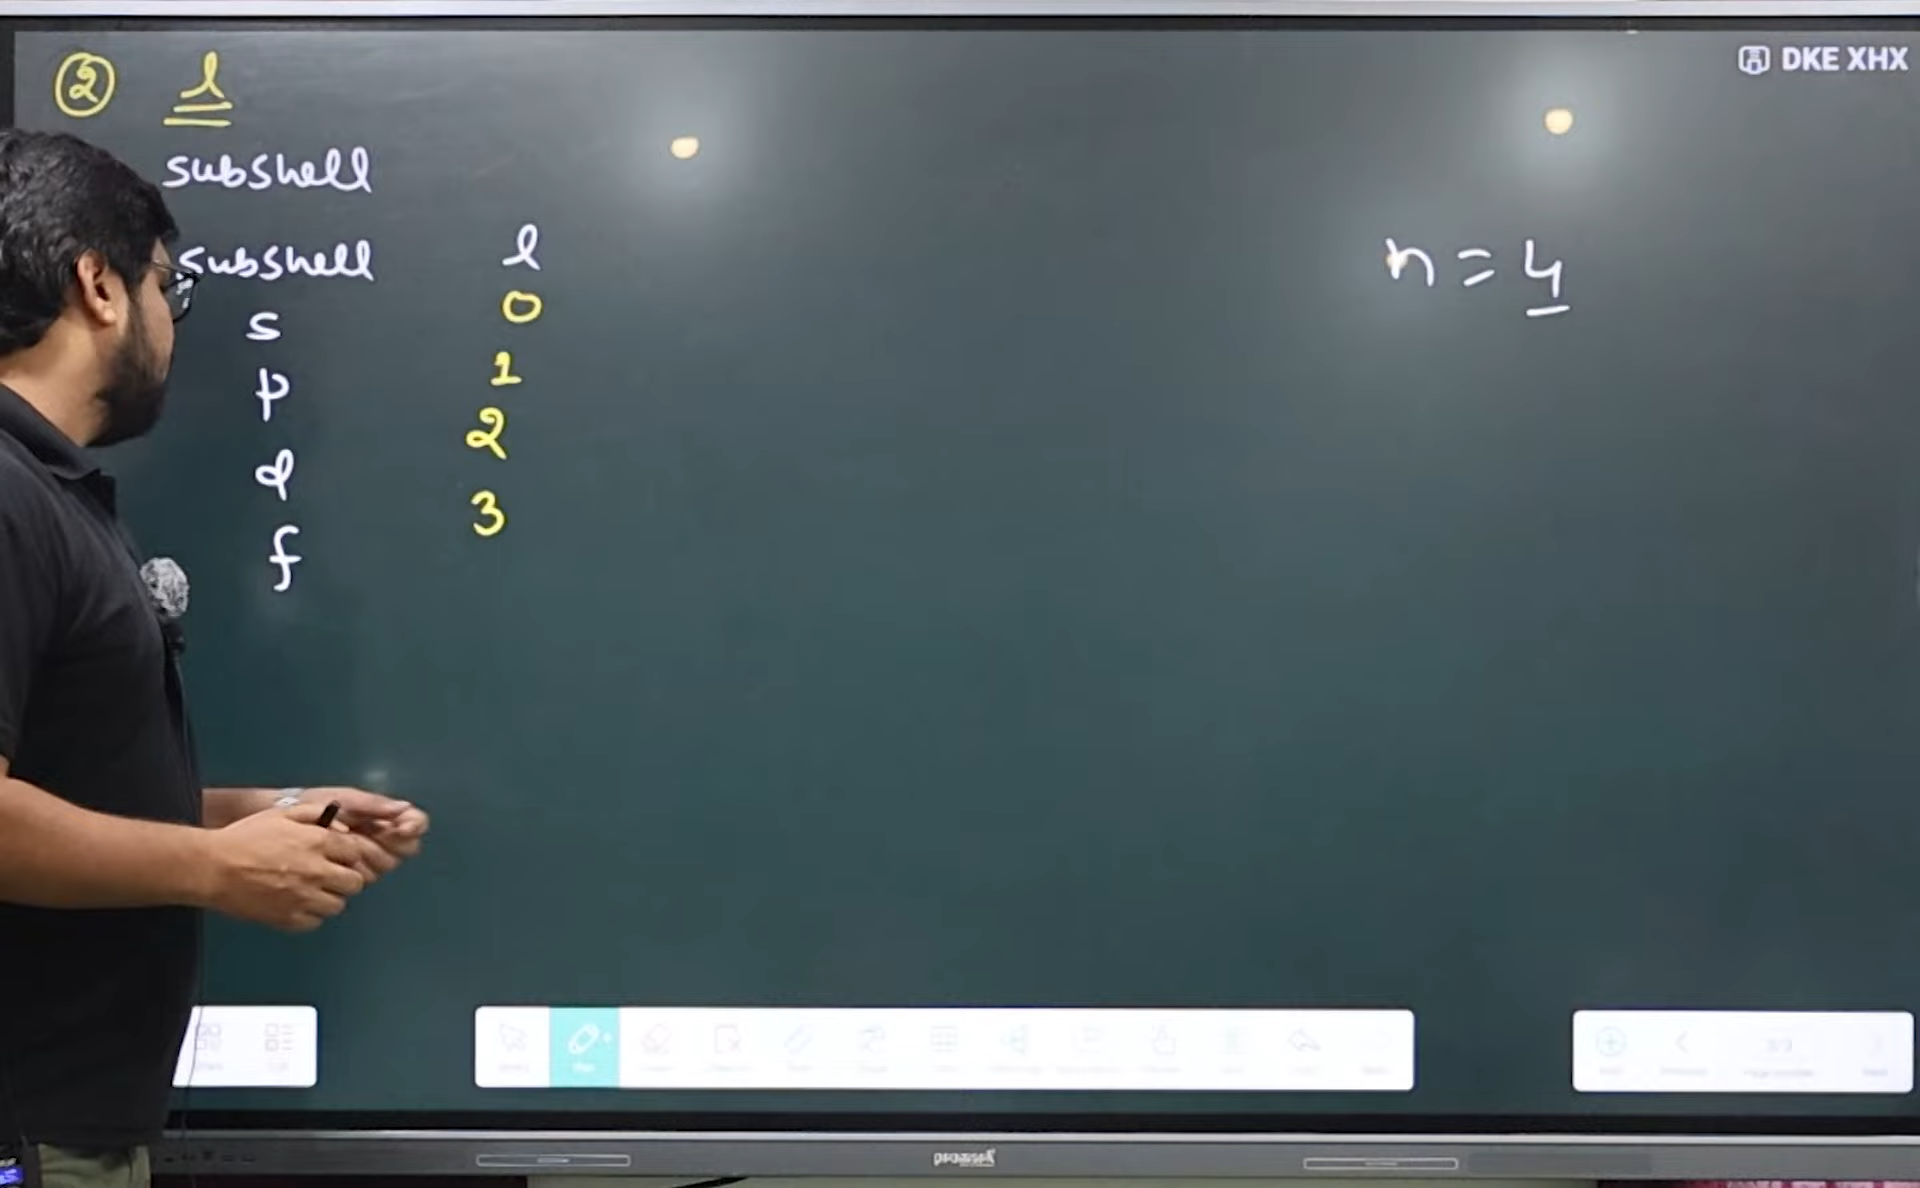 ② l
DKE XHX
subshell
subshell l
n = 4
s 0
p 1
d 2
f 3